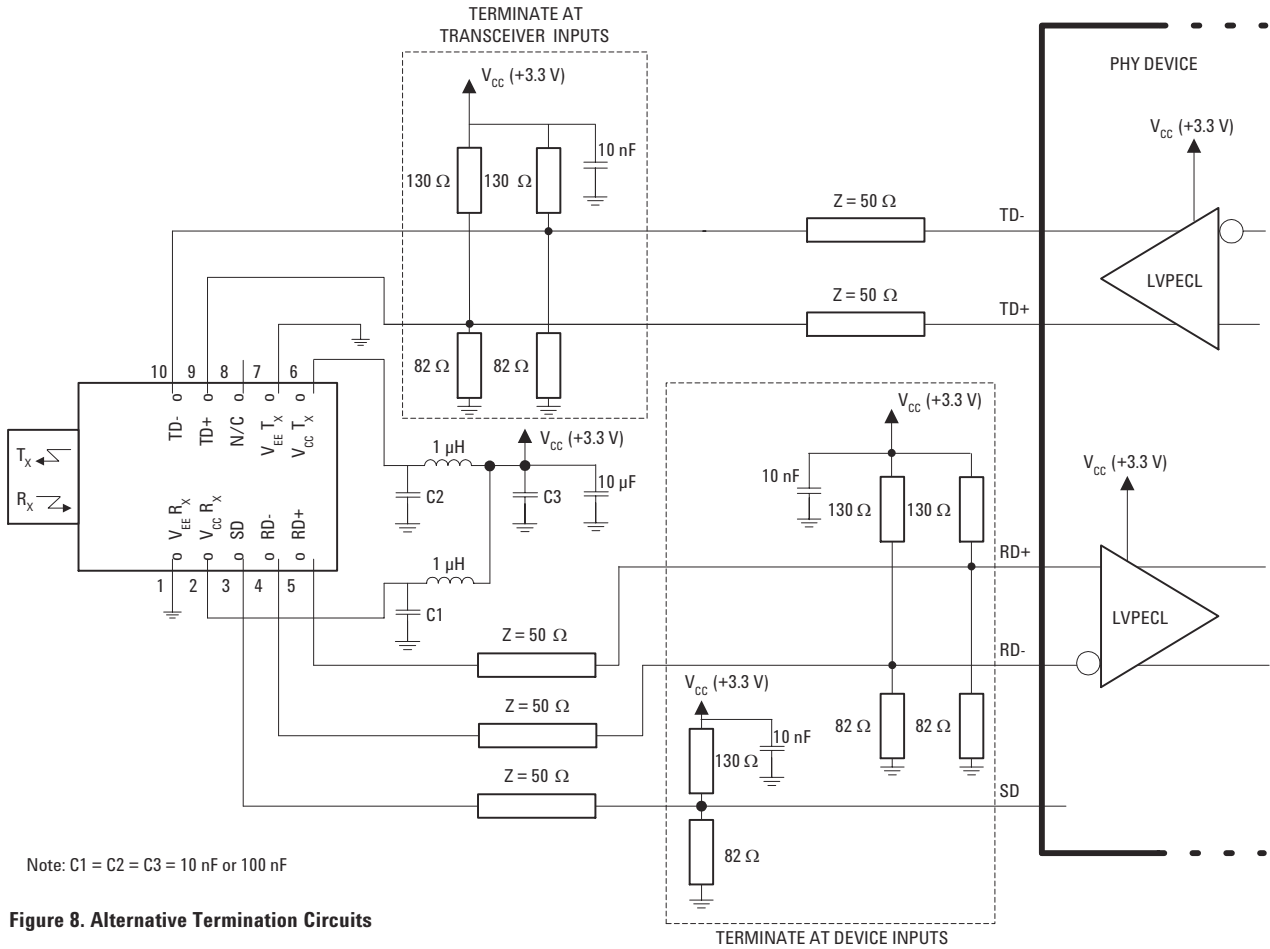 TERMINATE AT
TRANSCEIVER INPUTS
V_CC (+3.3 V)
10 nF
130 Ω
130 Ω
82 Ω
82 Ω
PHY DEVICE
V_CC (+3.3 V)
Z = 50 Ω
TD-
LVPECL
Z = 50 Ω
TD+
10
9
8
7
6
TD-
TD+
N/C
V_EE T_X
V_CC T_X
T_X
R_X
V_EE R_X
V_CC R_X
SD
RD-
RD+
1
2
3
4
5
1 µH
V_CC (+3.3 V)
C2
C3
10 µF
1 µH
C1
V_CC (+3.3 V)
10 nF
130 Ω
130 Ω
V_CC (+3.3 V)
RD+
LVPECL
Z = 50 Ω
RD-
V_CC (+3.3 V)
82 Ω
82 Ω
Z = 50 Ω
10 nF
130 Ω
Z = 50 Ω
SD
82 Ω
Note: C1 = C2 = C3 = 10 nF or 100 nF
Figure 8. Alternative Termination Circuits
TERMINATE AT DEVICE INPUTS